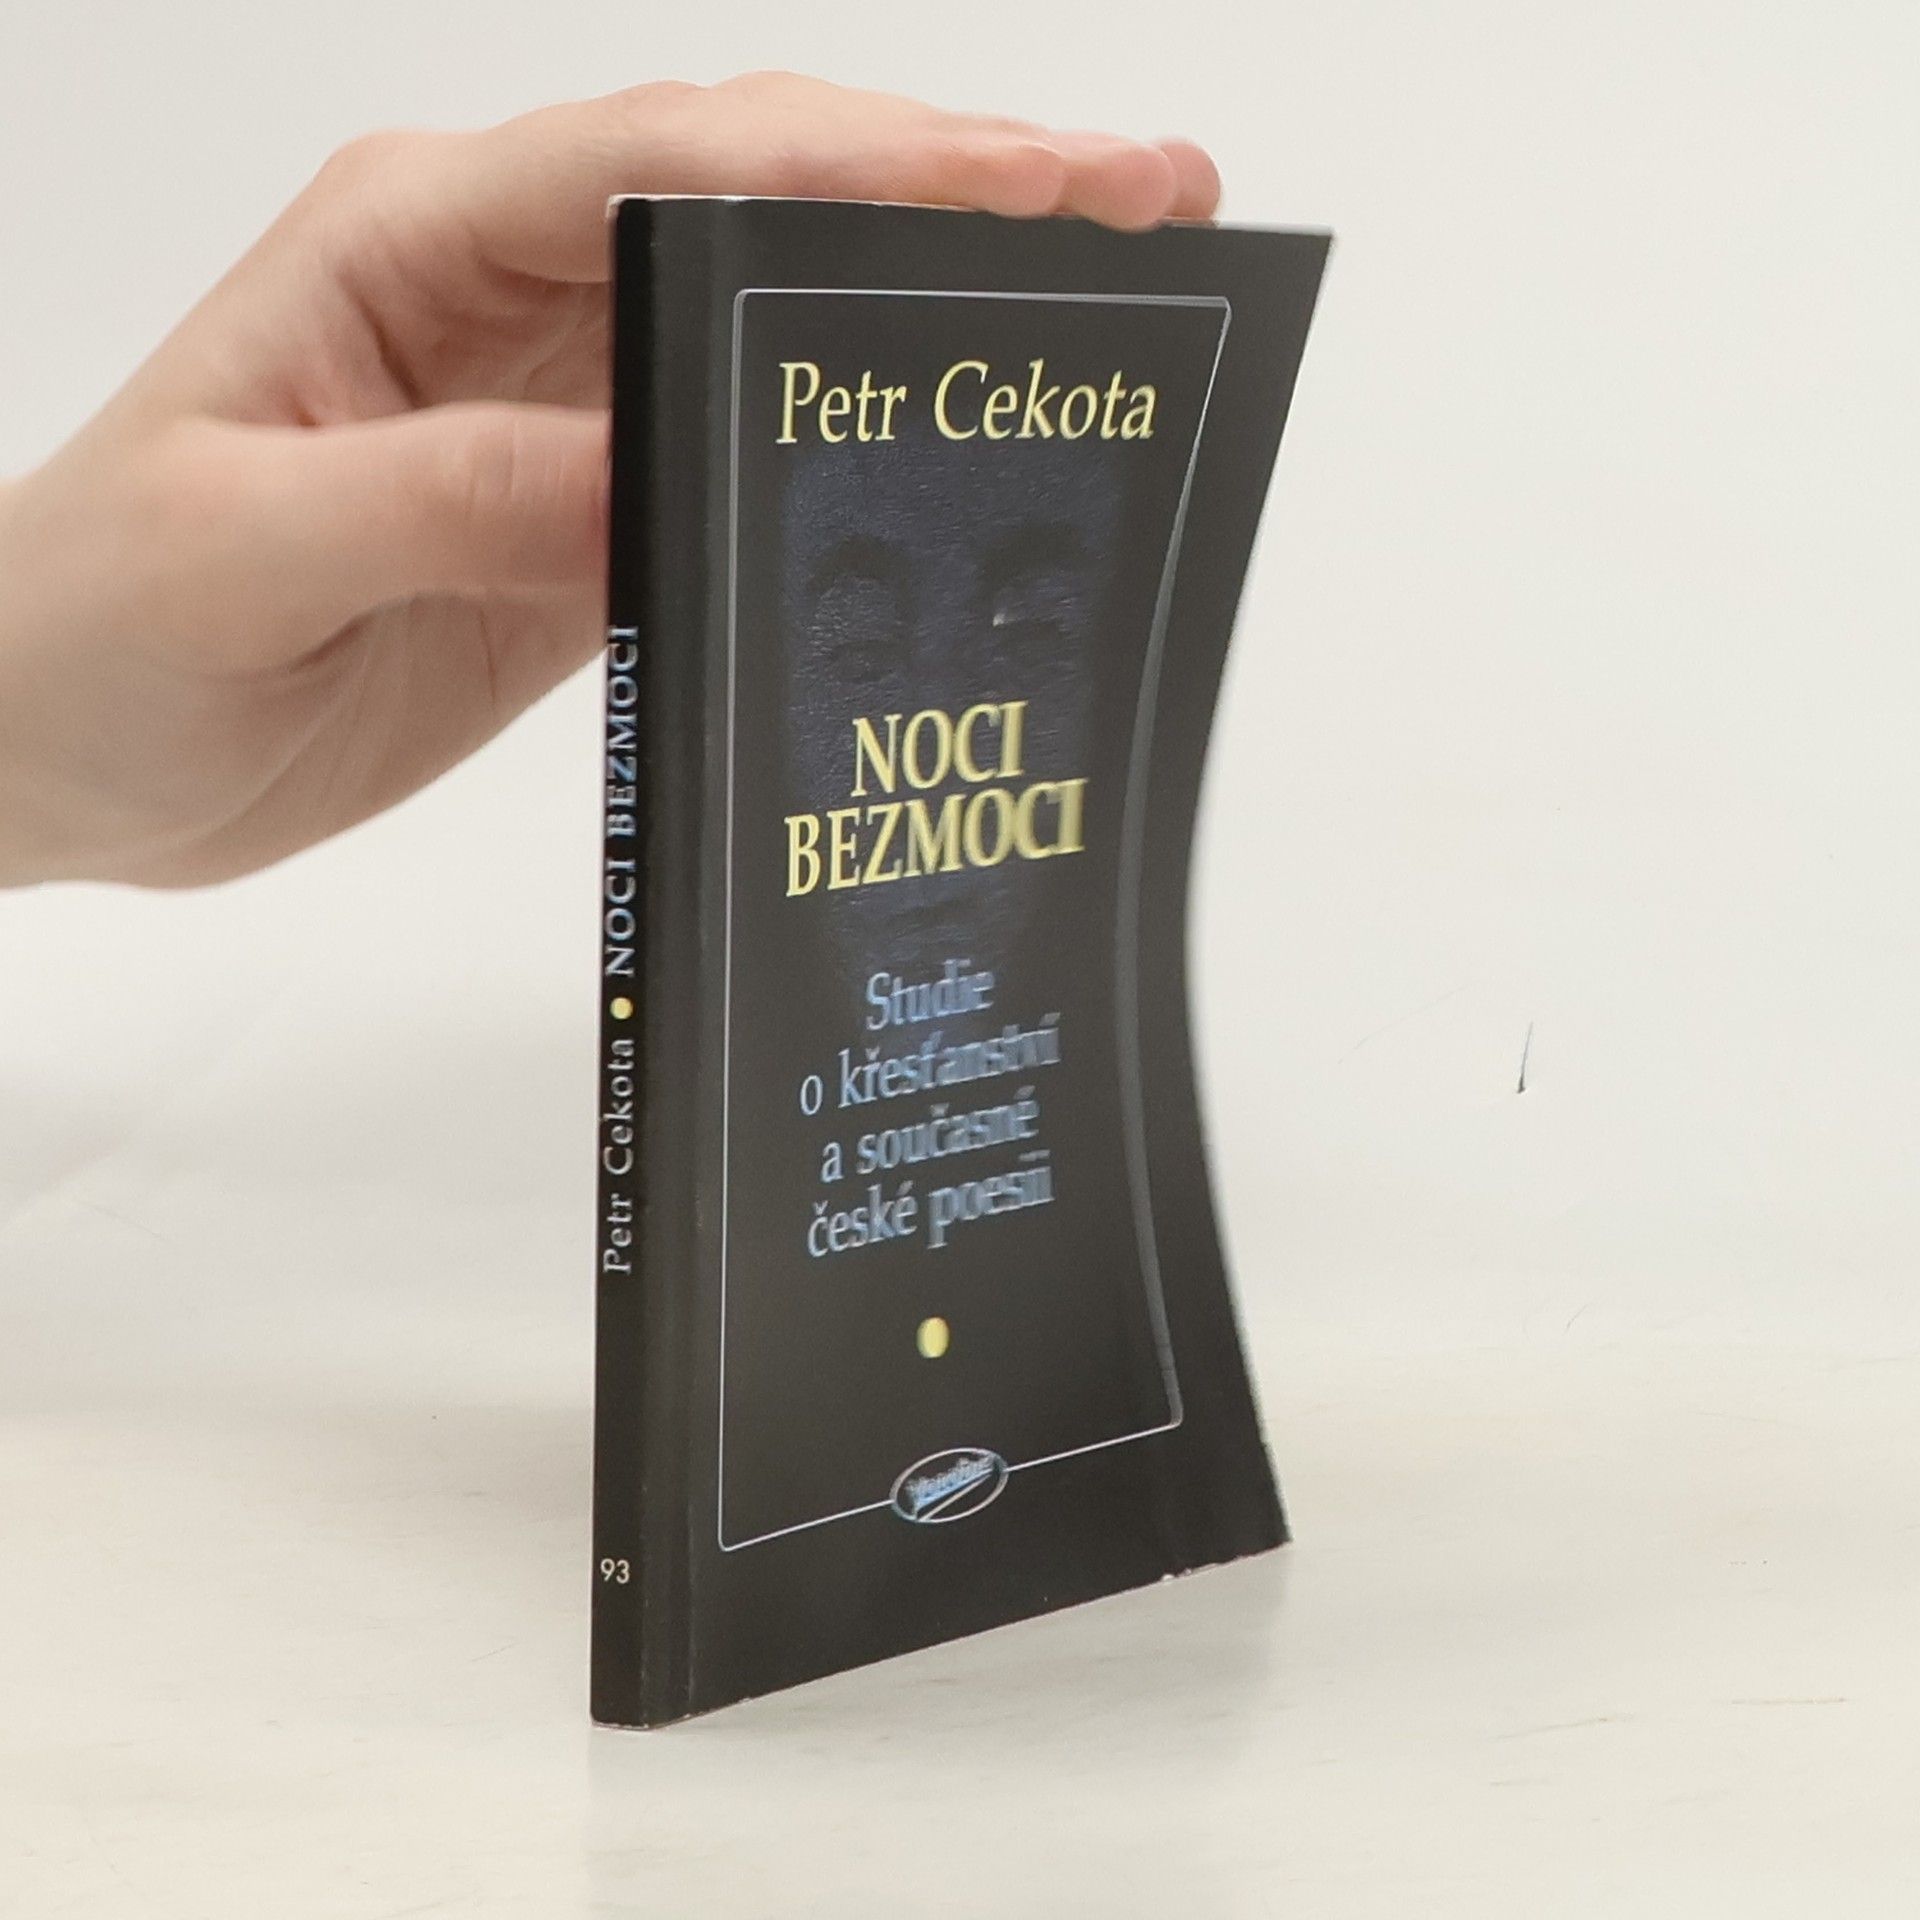 Petr Cekota
NOCI
BEZMOCI
Studie
o křesťanství
a současné
české poesii
Petr Cekota • NOCI BEZMOCI
93